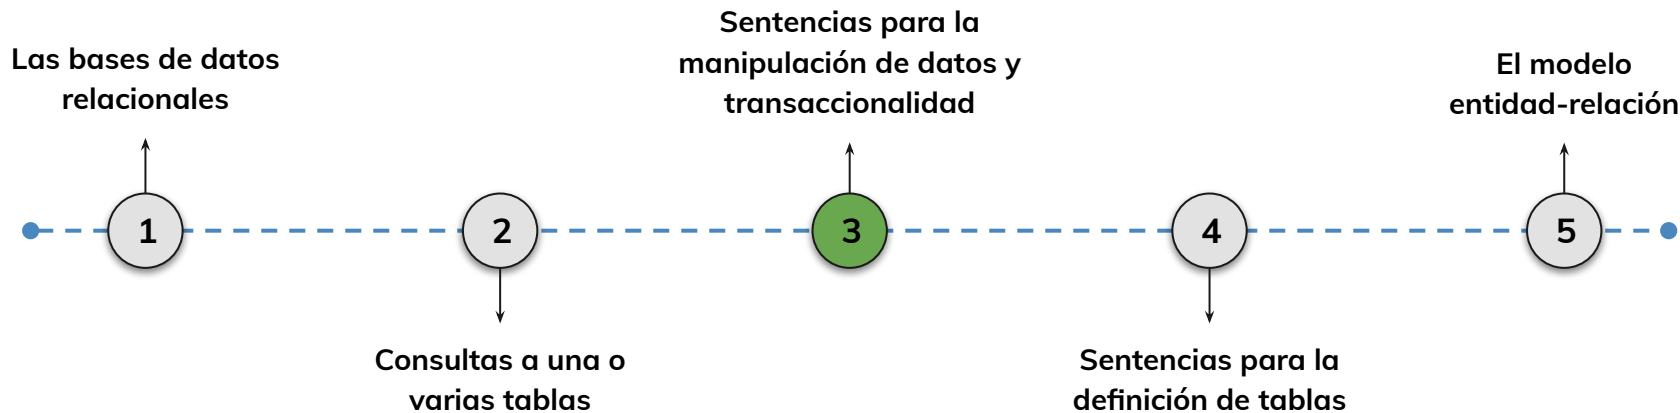 Las bases de datos
relacionales
1
Consultas a una o
varias tablas
2
Sentencias para la
manipulación de datos y
transaccionalidad
3
Sentencias para la
definición de tablas
4
El modelo
entidad-relación
5